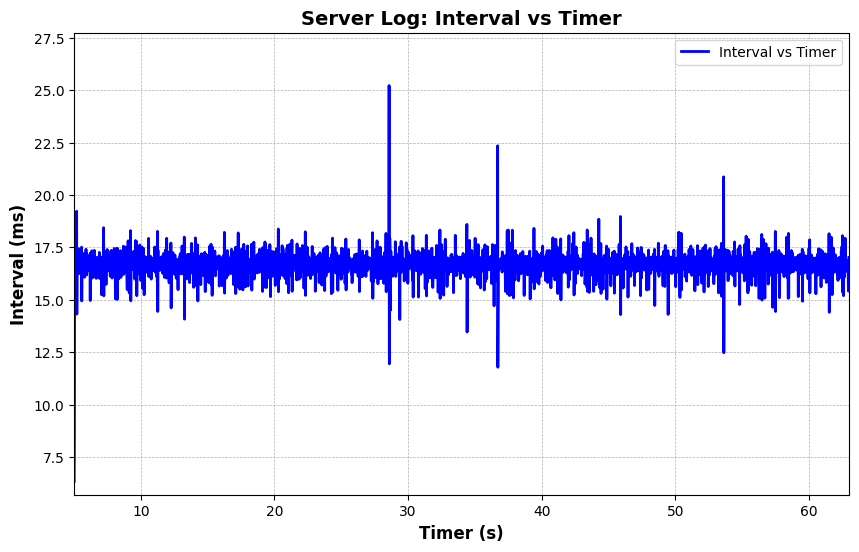 Server Log: Interval vs Timer
Interval vs Timer
27.5
25.0
22.5
20.0
17.5
15.0
12.5
10.0
7.5
Interval (ms)
10 20 30 40 50 60
Timer (s)